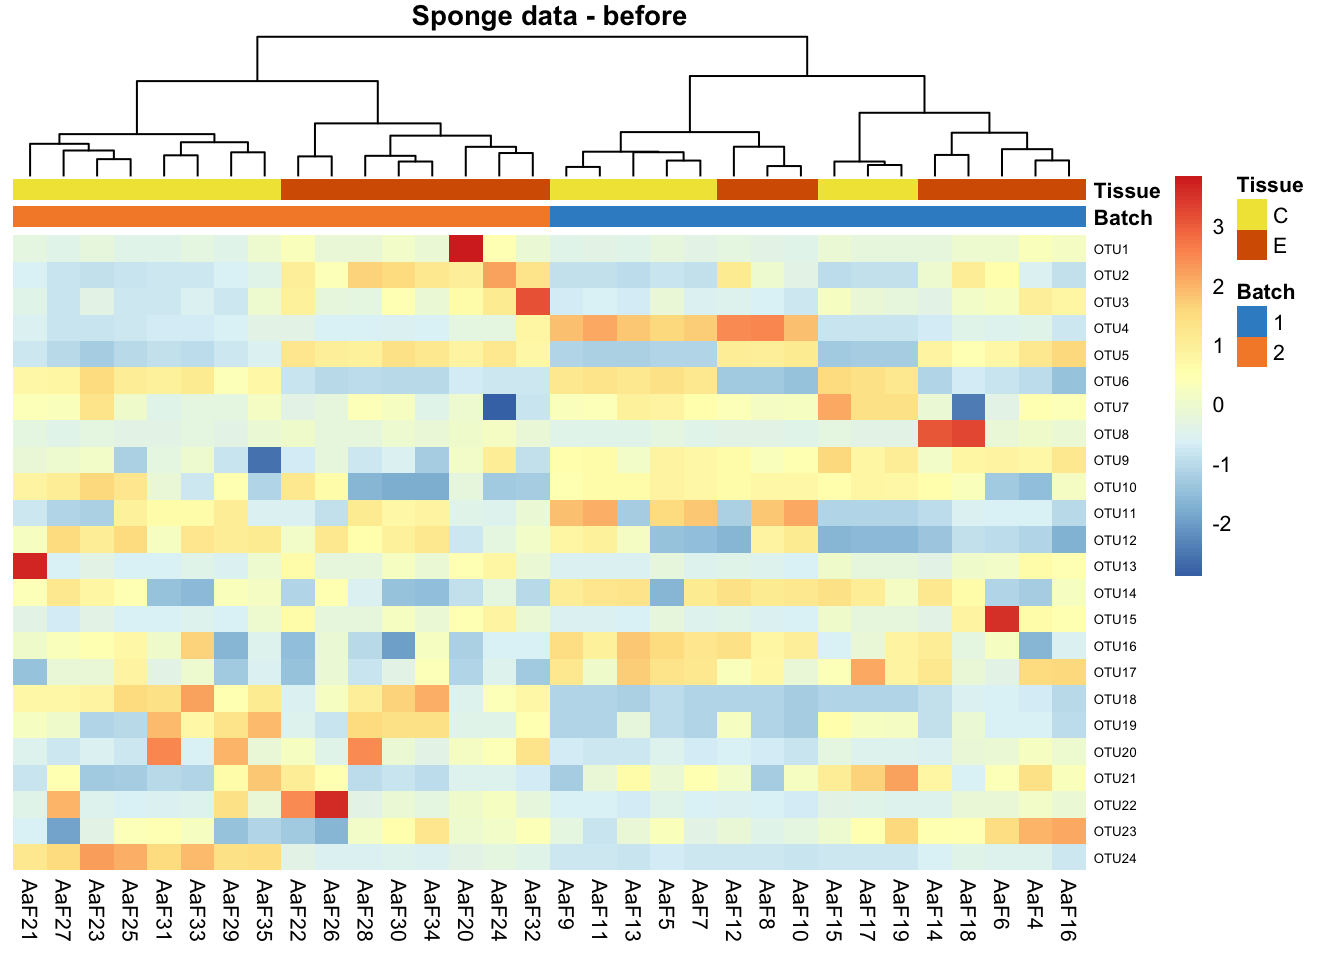 Sponge data - before
Tissue
Batch
OTU1
OTU2
OTU3
OTU4
OTU5
OTU6
OTU7
OTU8
OTU9
OTU10
OTU11
OTU12
OTU13
OTU14
OTU15
OTU16
OTU17
OTU18
OTU19
OTU20
OTU21
OTU22
OTU23
OTU24
AaF21
AaF27
AaF23
AaF25
AaF31
AaF33
AaF29
AaF35
AaF22
AaF26
AaF28
AaF30
AaF34
AaF20
AaF24
AaF32
AaF9
AaF11
AaF13
AaF5
AaF7
AaF12
AaF8
AaF10
AaF15
AaF17
AaF19
AaF14
AaF18
AaF6
AaF4
AaF16
3
2
1
0
-1
-2
Tissue
C
E
Batch
1
2